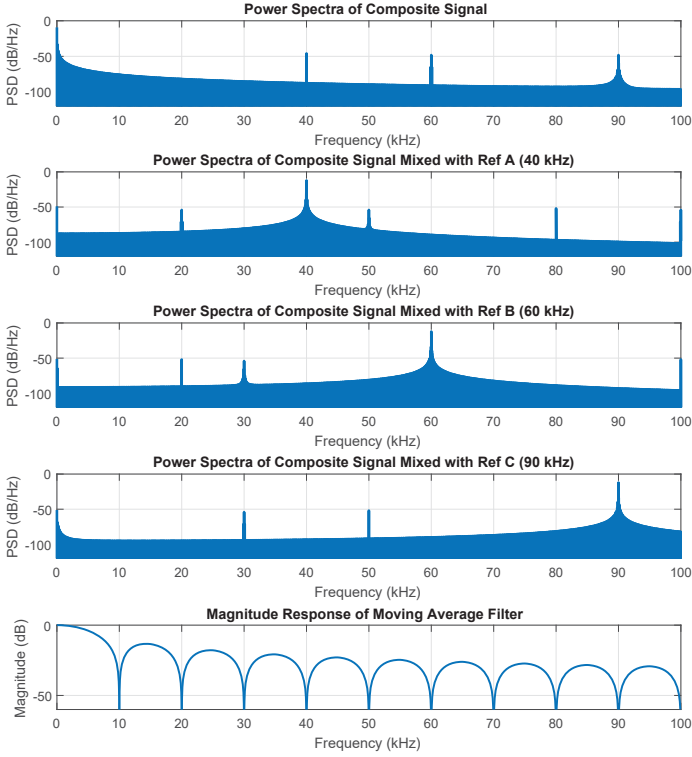 Power Spectra of Composite Signal
PSD (dB/Hz)
0
-50
-100
0 10 20 30 40 50 60 70 80 90 100
Frequency (kHz)
Power Spectra of Composite Signal Mixed with Ref A (40 kHz)
PSD (dB/Hz)
0
-50
-100
0 10 20 30 40 50 60 70 80 90 100
Frequency (kHz)
Power Spectra of Composite Signal Mixed with Ref B (60 kHz)
PSD (dB/Hz)
0
-50
-100
0 10 20 30 40 50 60 70 80 90 100
Frequency (kHz)
Power Spectra of Composite Signal Mixed with Ref C (90 kHz)
PSD (dB/Hz)
0
-50
-100
0 10 20 30 40 50 60 70 80 90 100
Frequency (kHz)
Magnitude Response of Moving Average Filter
Magnitude (dB)
0
-50
0 10 20 30 40 50 60 70 80 90 100
Frequency (kHz)